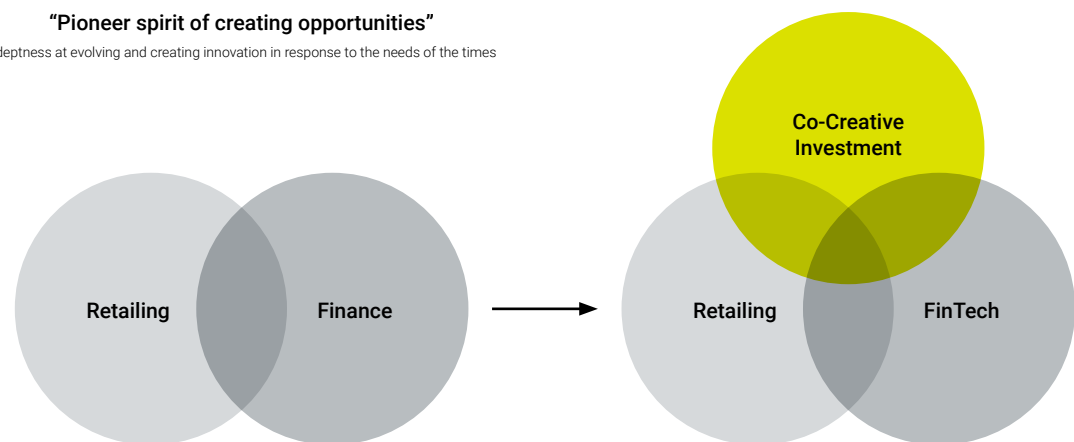 “Pioneer spirit of creating opportunities”
deptness at evolving and creating innovation in response to the needs of the times
Co-Creative
Investment
Retailing
Finance
Retailing
FinTech